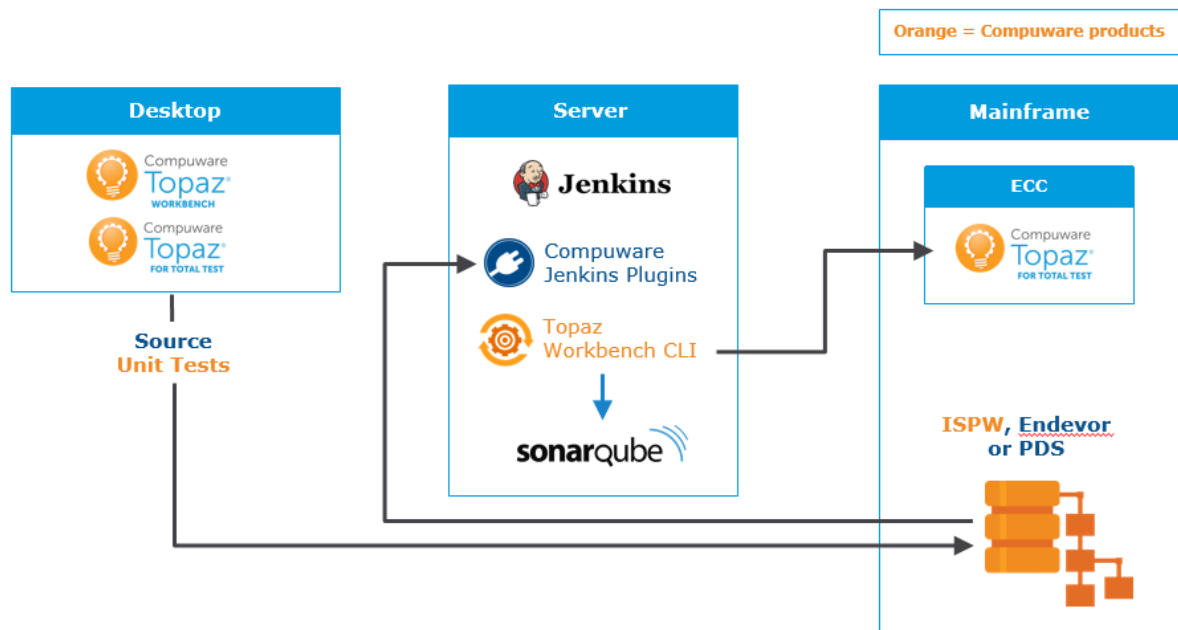 Orange = Compuware products
Desktop
Compuware
Topaz®
WORKBENCH
Compuware
Topaz®
FOR TOTAL TEST
Source
Unit Tests
Server
Jenkins
Compuware
Jenkins Plugins
Topaz
Workbench CLI
sonarqube
Mainframe
ECC
Compuware
Topaz®
FOR TOTAL TEST
ISPW, Endevor
or PDS